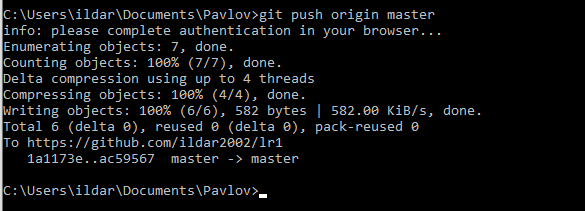 C:\Users\ildar\Documents\Pavlov>git push origin master
info: please complete authentication in your browser...
Enumerating objects: 7, done.
Counting objects: 100% (7/7), done.
Delta compression using up to 4 threads
Compressing objects: 100% (4/4), done.
Writing objects: 100% (6/6), 582 bytes | 582.00 KiB/s, done.
Total 6 (delta 0), reused 0 (delta 0), pack-reused 0
To https://github.com/ildar2002/lr1
   1a1173e..ac59567  master -> master
C:\Users\ildar\Documents\Pavlov>